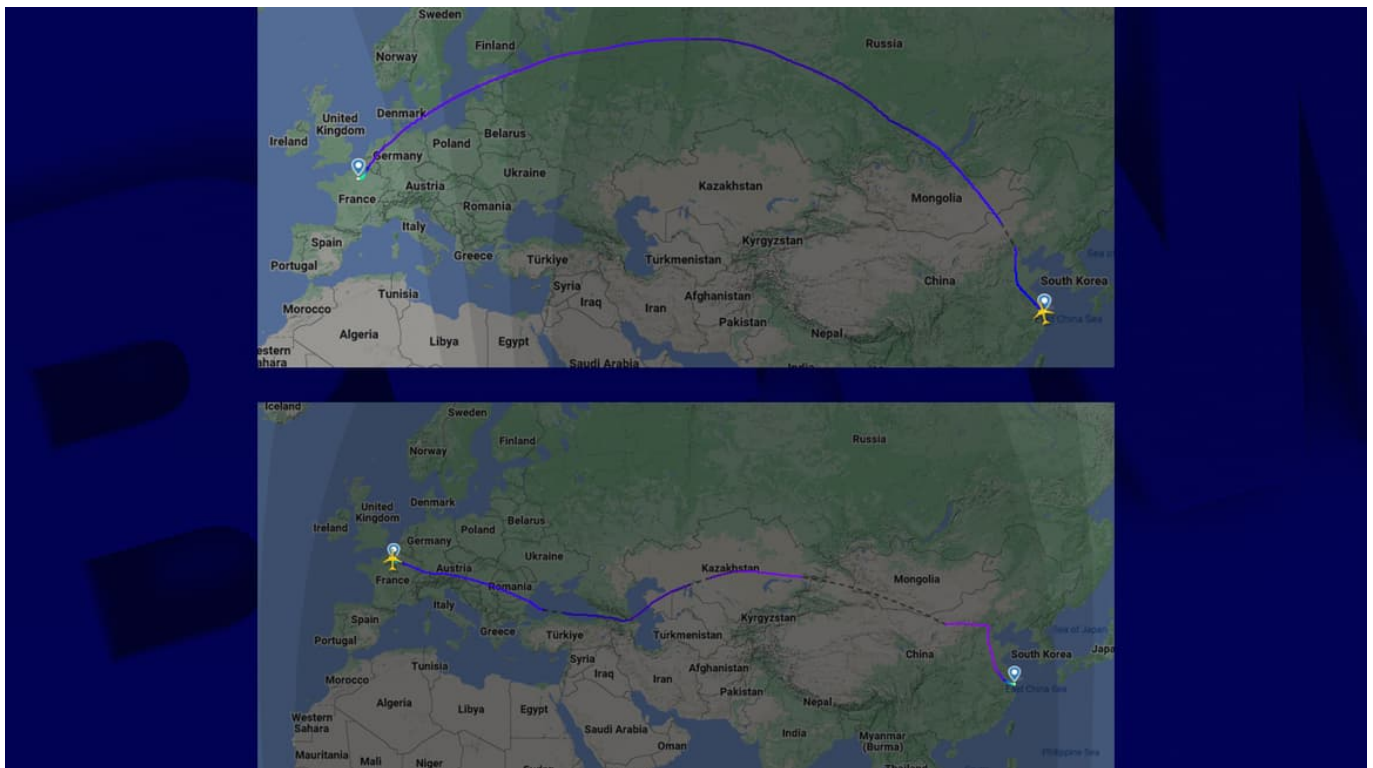 Sweden
Norway
Finland
Russia
Denmark
United
Kingdom
Ireland
Belarus
Poland
Germany
Ukraine
Austria
Kazakhstan
France
Mongolia
Romania
Italy
Spain
Kyrgyzstan
Portugal
Greece
Türkiye
Turkmenistan
China
South Korea
Syria
Tunisia
Iraq
Iran
Afghanistan
Morocco
China Sea
Pakistan
Algeria
Libya
Egypt
Nepal
Saudi Arabia
Iceland
Sweden
Norway
Finland
Russia
United
Kingdom
Denmark
Ireland
Poland
Belarus
Germany
Ukraine
Austria
Kazakhstan
France
Mongolia
Romania
Italy
Spain
Kyrgyzstan
Sea of Japan
Portugal
Greece
Türkiye
Turkmenistan
China
South Korea
Japa
Tunisia
Syria
Iraq
Iran
Afghanistan
Morocco
East China Sea
Pakistan
Algeria
Libya
Egypt
Nepal
Western
Sahara
Saudi Arabia
India
Myanmar
(Burma)
Oman
Mauritania
Mali
Niger
Philippine Sea